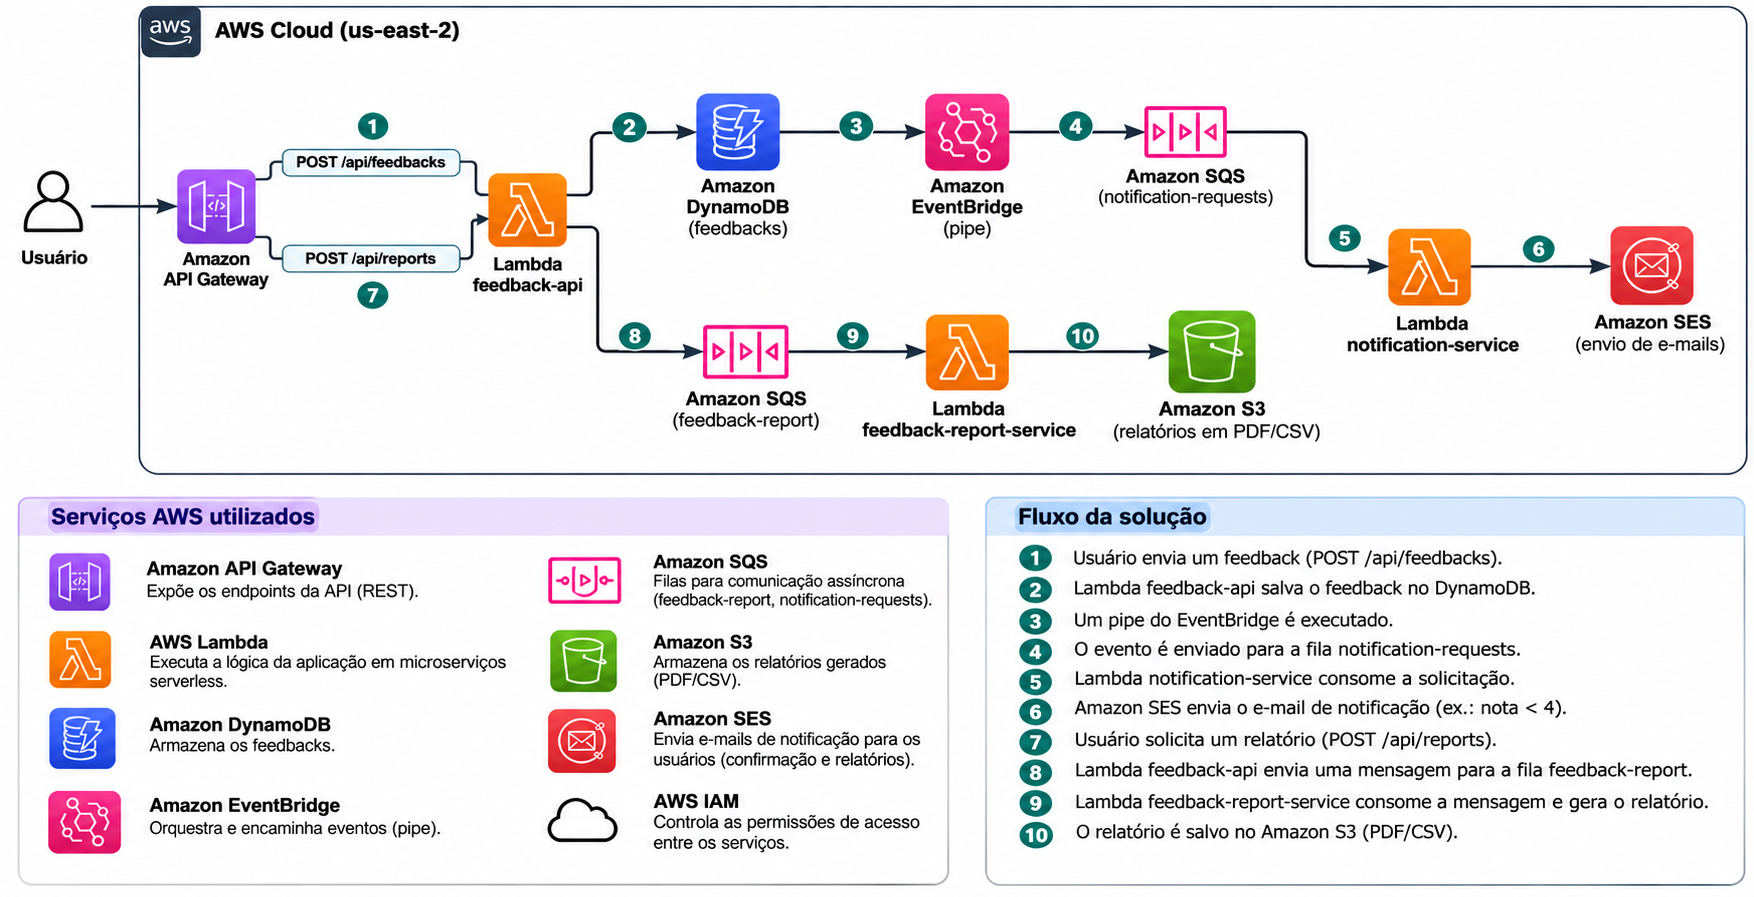 aws
AWS Cloud (us-east-2)
1
POST /api/feedbacks
POST /api/reports
7
Usuário
Amazon
API Gateway
Lambda
feedback-api
2
Amazon
DynamoDB
(feedbacks)
3
Amazon
EventBridge
(pipe)
4
Amazon SQS
(notification-requests)
5
Lambda
notification-service
6
Amazon SES
(envio de e-mails)
8
Amazon SQS
(feedback-report)
9
Lambda
feedback-report-service
10
Amazon S3
(relatórios em PDF/CSV)
Serviços AWS utilizados
Amazon API Gateway
Expõe os endpoints da API (REST).
AWS Lambda
Executa a lógica da aplicação em microserviços
serverless.
Amazon DynamoDB
Armazena os feedbacks.
Amazon EventBridge
Orquestra e encaminha eventos (pipe).
Amazon SQS
Filas para comunicação assíncrona
(feedback-report, notification-requests).
Amazon S3
Armazena os relatórios gerados
(PDF/CSV).
Amazon SES
Envia e-mails de notificação para os
usuários (confirmação e relatórios).
AWS IAM
Controla as permissões de acesso
entre os serviços.
Fluxo da solução
1 Usuário envia um feedback (POST /api/feedbacks).
2 Lambda feedback-api salva o feedback no DynamoDB.
3 Um pipe do EventBridge é executado.
4 O evento é enviado para a fila notification-requests.
5 Lambda notification-service consome a solicitação.
6 Amazon SES envia o e-mail de notificação (ex.: nota < 4).
7 Usuário solicita um relatório (POST /api/reports).
8 Lambda feedback-api envia uma mensagem para a fila feedback-report.
9 Lambda feedback-report-service consome a mensagem e gera o relatório.
10 O relatório é salvo no Amazon S3 (PDF/CSV).